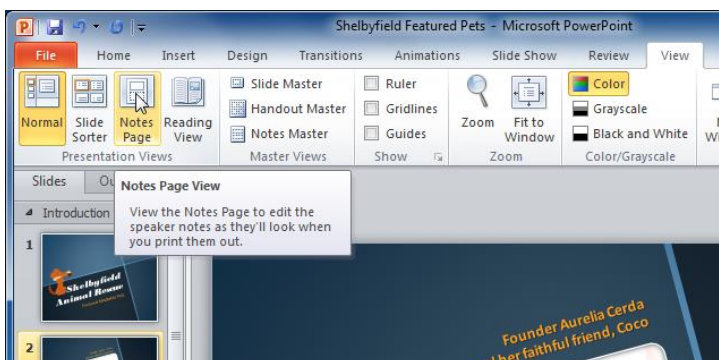 Shelbyfield Featured Pets - Microsoft PowerPoint
File Home Insert Design Transitions Animations Slide Show Review View
Normal
Slide Sorter
Notes Page
Reading View
Presentation Views
Slide Master
Handout Master
Notes Master
Master Views
Ruler
Gridlines
Guides
Show
Zoom
Fit to Window
Zoom
Color
Grayscale
Black and White
Color/Grayscale
Slides
Notes Page View
View the Notes Page to edit the
speaker notes as they'll look when
you print them out.
Introduction
1
Shelbyfield
Animal Rescue
2
Founder Aurelia Cerda
her faithful friend, Coco